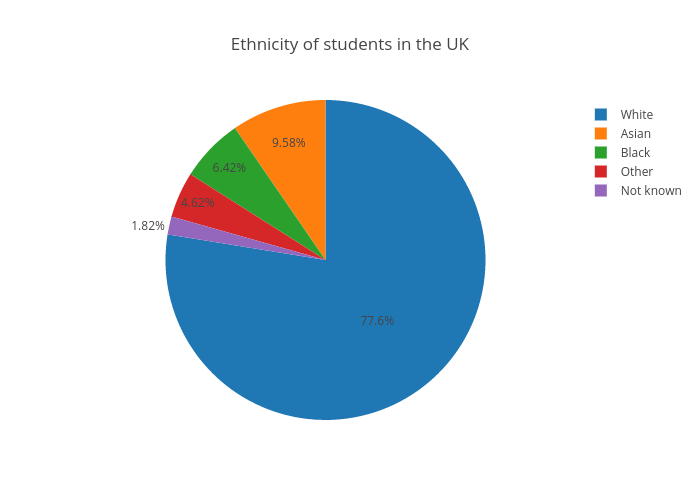 Ethnicity of students in the UK
White
Asian
Black
Other
Not known
9.58%
6.42%
4.62%
1.82%
77.6%